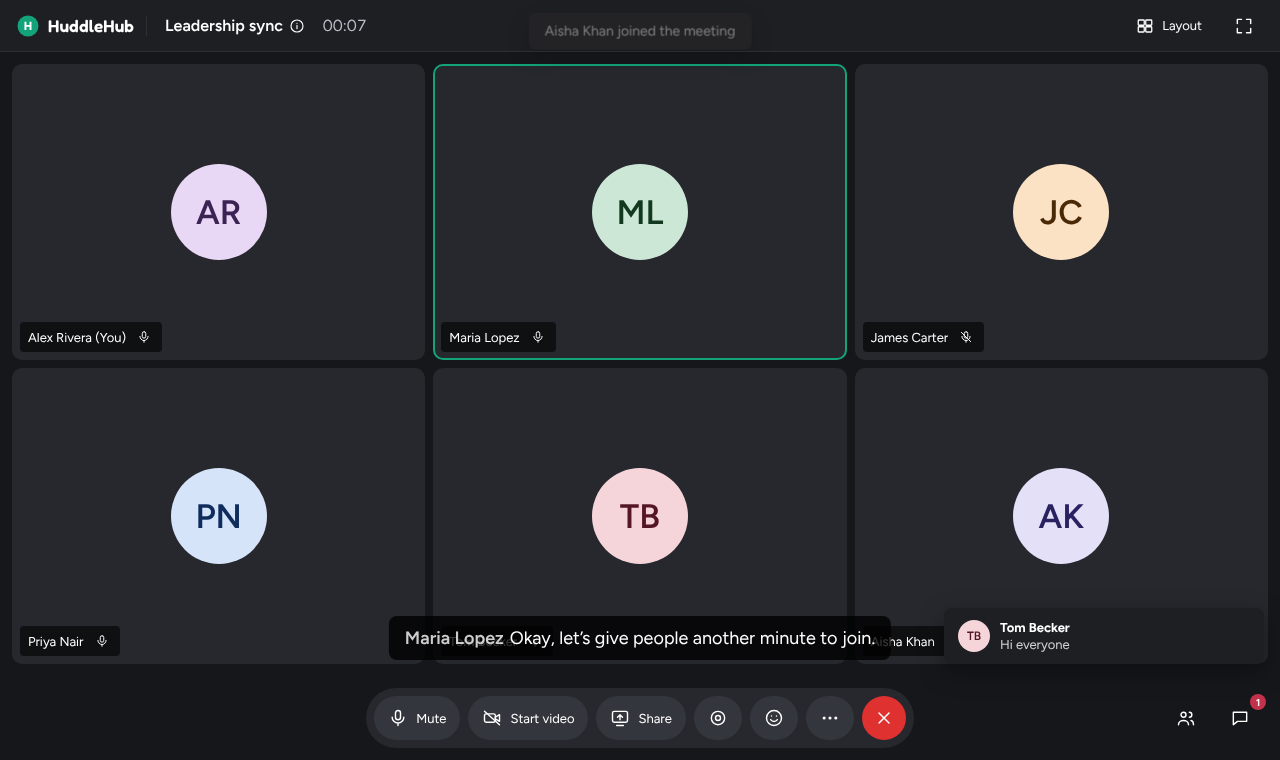 H HuddleHub Leadership sync 00:07
Aisha Khan joined the meeting
Layout
AR
ML
JC
Alex Rivera (You)
Maria Lopez
James Carter
PN
TB
AK
Priya Nair
Maria Lopez Okay, let's give people another minute to join.
Aisha Khan
TB
Tom Becker
Hi everyone
Mute
Start video
Share
1